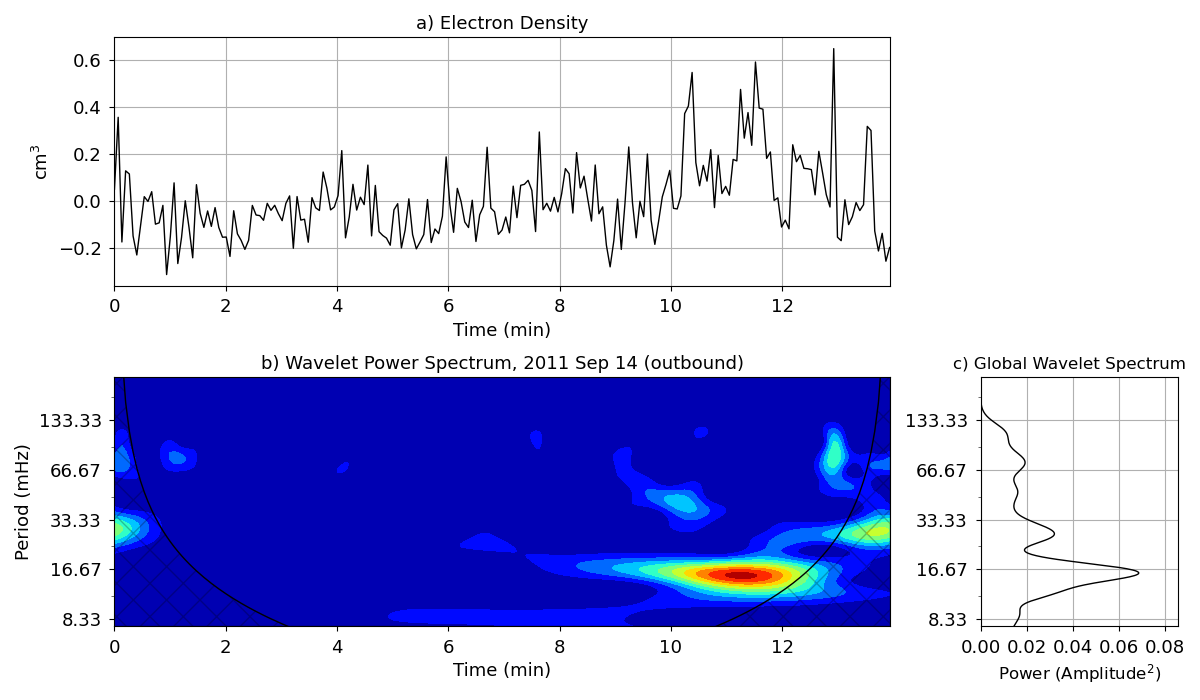 a) Electron Density
cm³
0.6
0.4
0.2
0.0
−0.2
0 2 4 6 8 10 12
Time (min)
b) Wavelet Power Spectrum, 2011 Sep 14 (outbound)
Period (mHz)
133.33
66.67
33.33
16.67
8.33
0 2 4 6 8 10 12
Time (min)
c) Global Wavelet Spectrum
133.33
66.67
33.33
16.67
8.33
0.00 0.02 0.04 0.06 0.08
Power (Amplitude²)